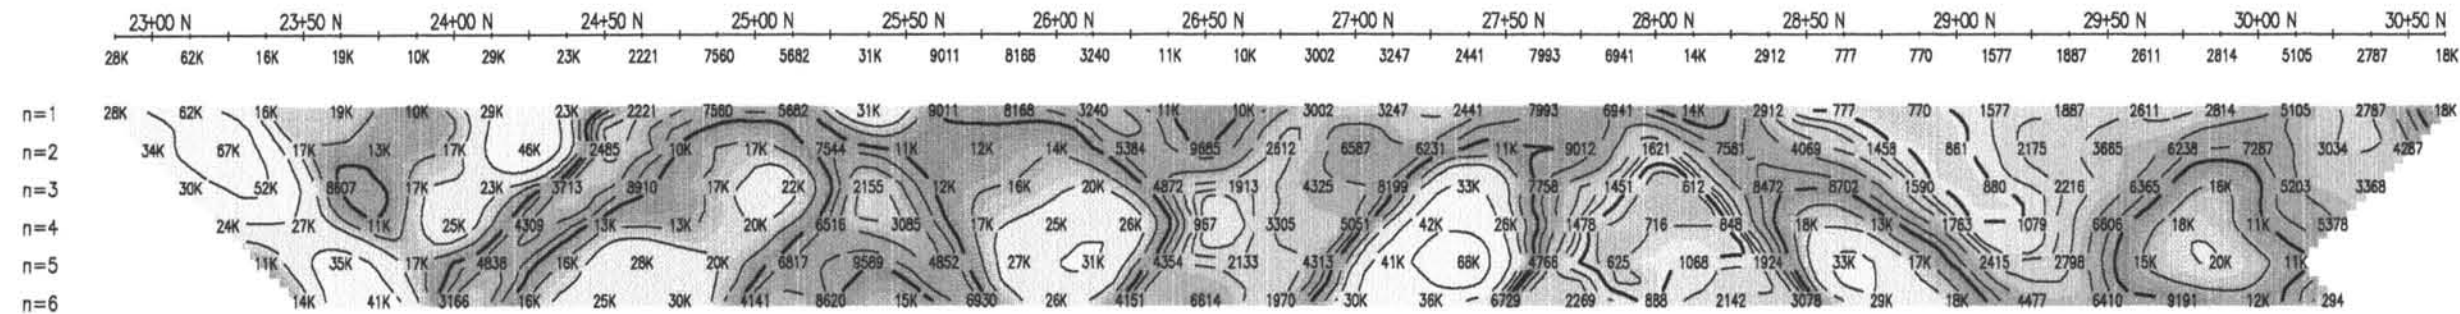 23+00 N 23+50 N 24+00 N 24+50 N 25+00 N 25+50 N 26+00 N 26+50 N 27+00 N 27+50 N 28+00 N 28+50 N 29+00 N 29+50 N 30+00 N 30+50 N
28K 62K 16K 19K 10K 29K 23K 2221 7560 5682 31K 9011 8168 3240 11K 10K 3002 3247 2441 7993 6941 14K 2912 777 770 1577 1887 2611 2814 5105 2787 18K
n=1 28K 62K 16K 19K 10K 29K 23K 2221 7560 5682 31K 9011 8168 3240 11K 10K 3002 3247 2441 7993 6941 14K 2912 777 770 1577 1887 2611 2814 5105 2787 18K
n=2 34K 67K 17K 13K 17K 46K 2485 10K 17K 7544 11K 12K 14K 5384 9685 2612 6587 6231 11K 9012 1621 7581 4069 1458 861 2175 3665 6238 7287 3034 4287
n=3 30K 52K 8607 17K 23K 3713 8910 17K 22K 2155 12K 16K 20K 4872 1913 4325 8199 33K 7758 1451 612 8472 8702 1590 880 2216 6365 16K 5203 3368
n=4 24K 27K 11K 25K 4309 13K 13K 20K 6516 3085 17K 25K 26K 967 3305 5051 42K 26K 1478 716 848 18K 13K 1763 1079 6606 18K 11K 5378
n=5 11K 35K 17K 4836 16K 28K 20K 6817 9589 4852 27K 31K 4354 2133 4313 41K 68K 4766 625 1068 1924 33K 17K 2415 2798 15K 20K 11K
n=6 14K 41K 3166 16K 25K 30K 4141 8620 15K 6930 26K 4151 6614 1970 30K 36K 6729 2269 888 2142 3078 29K 18K 4477 6410 9191 12K 294